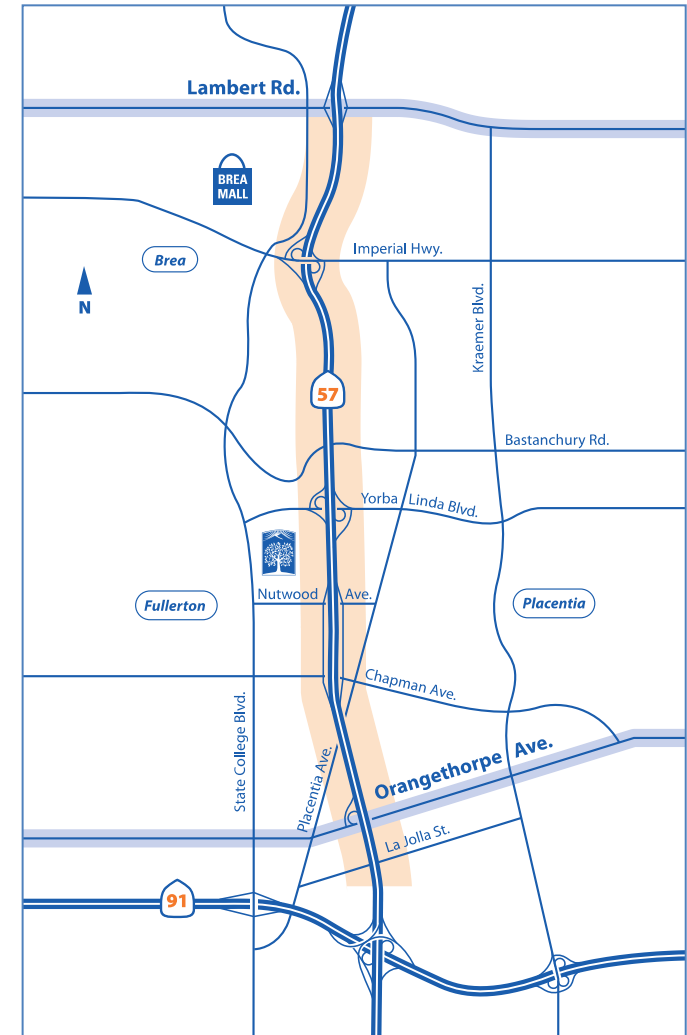 Lambert Rd.
BREA
MALL
Imperial Hwy.
Brea
N
Kraemer Blvd.
57
Bastanchury Rd.
Yorba Linda Blvd.
Nutwood Ave.
Fullerton
Placentia
Chapman Ave.
State College Blvd.
Placentia Ave.
Orangethorpe Ave.
La Jolla St.
91